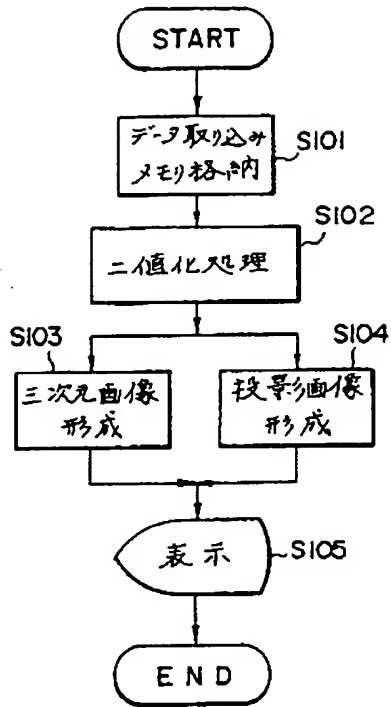 START
データ取り込み
メモリ格納
S101
S102
二値化処理
S103
三次元画像
形成
S104
投影画像
形成
表示
S105
END